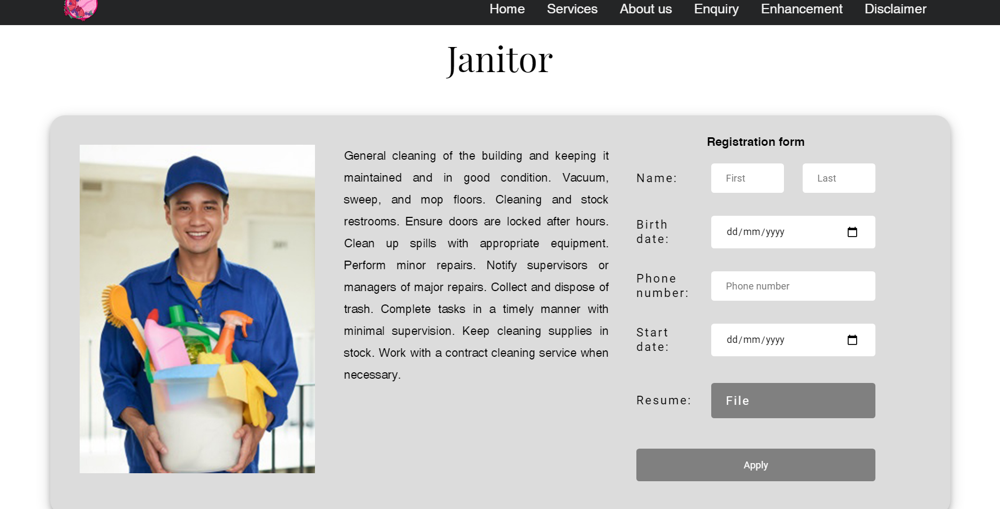 Home Services About us Enquiry Enhancement Disclaimer
Janitor
General cleaning of the building and keeping it
maintained and in good condition. Vacuum,
sweep, and mop floors. Cleaning and stock
restrooms. Ensure doors are locked after hours.
Clean up spills with appropriate equipment.
Perform minor repairs. Notify supervisors or
managers of major repairs. Collect and dispose of
trash. Complete tasks in a timely manner with
minimal supervision. Keep cleaning supplies in
stock. Work with a contract cleaning service when
necessary.
Registration form
Name: First Last
Birth
date: dd/mm/yyyy
Phone
number: Phone number
Start
date: dd/mm/yyyy
Resume: File
Apply